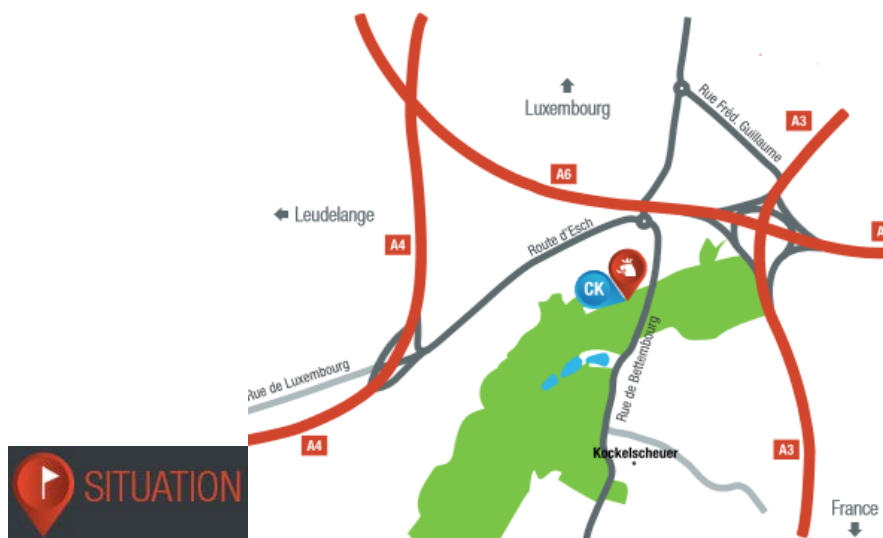 Luxembourg
Rue Fréd. Guillaume
A3
A6
Leudelange
A4
Route d'Esch
A
CK
Rue de Luxembourg
Rue de Bettembourg
A4
Kockelscheuer
A3
SITUATION
France